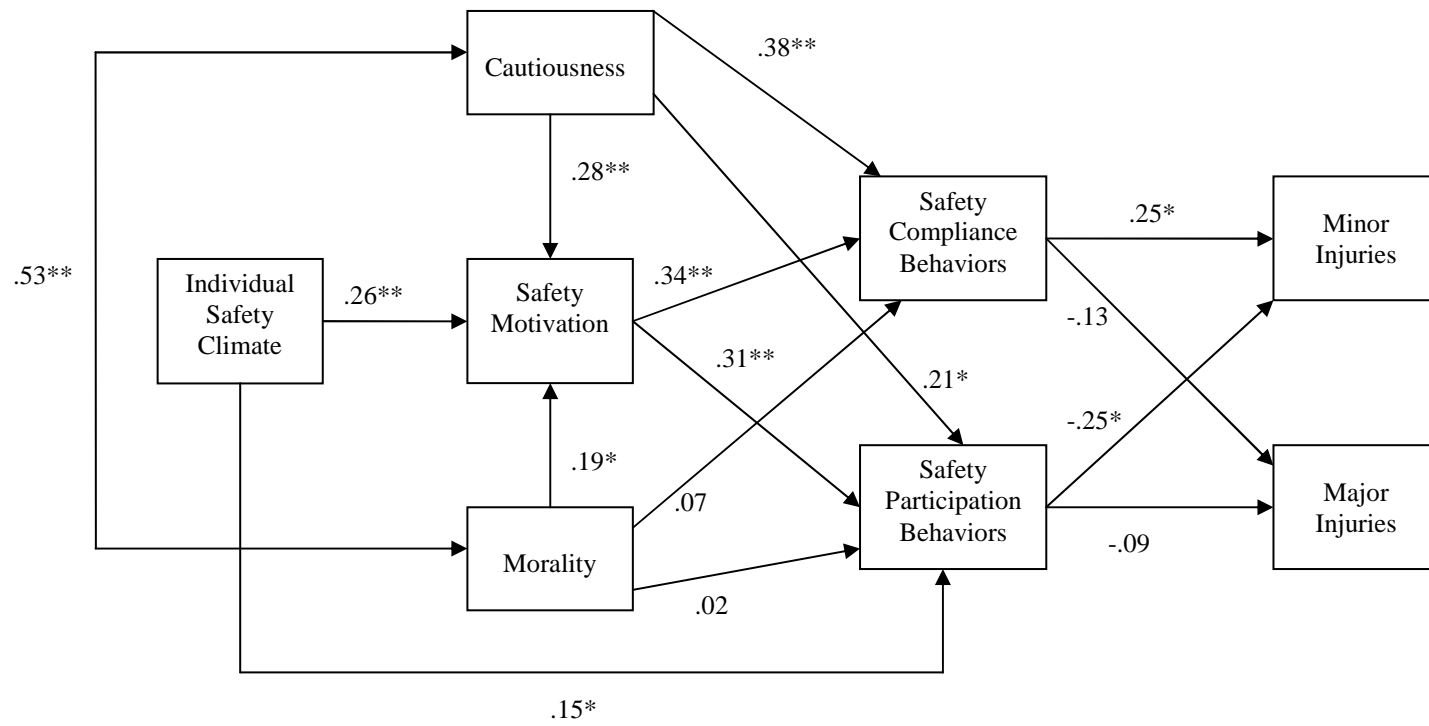 Cautiousness
.38**
.28**
Safety
Compliance
Behaviors
.25*
Minor
Injuries
.53**
Individual
Safety
Climate
.26**
Safety
Motivation
.34**
-.13
.31**
.21*
-.25*
.19*
.07
Safety
Participation
Behaviors
Major
Injuries
-.09
Morality
.02
.15*